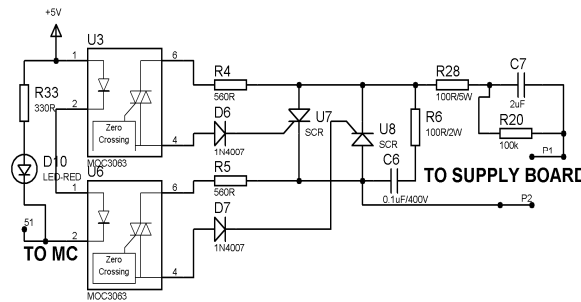 +5V
U3
1
6
R4
560R
R28
100R/5W
C7
2uF
R33
330R
2
D6
U7
SCR
U8
SCR
R6
100R/2W
R20
100k
Zero
Crossing
4
1N4007
P1
MOC3063
D10
LED-RED
U6
R5
560R
C6
0.1uF/400V
TO SUPPLY BOARD
1
6
D7
P2
51
TO MC
2
1N4007
Zero
Crossing
4
MOC3063